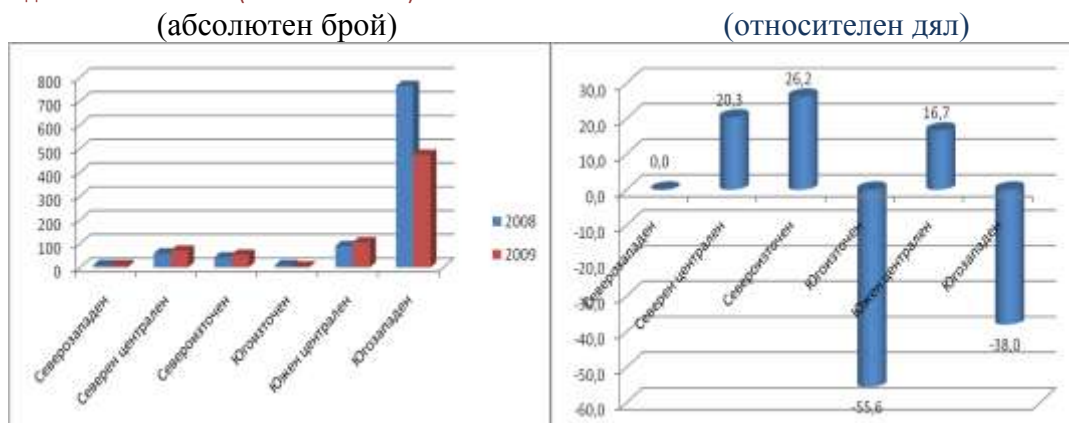 (абсолютен брой)
(относителен дял)
800
700
600
500
400
300
200
100
0
Северозападен
Северен централен
Североизточен
Югоизточен
Южен централен
Югозападен
2008
2009
30,0
20,0
10,0
0,0
-10,0
-20,0
-30,0
-40,0
-50,0
-60,0
0,0
20,3
26,2
-55,6
16,7
-38,0
Северозападен
Северен централен
Североизточен
Югоизточен
Южен централен
Югозападен